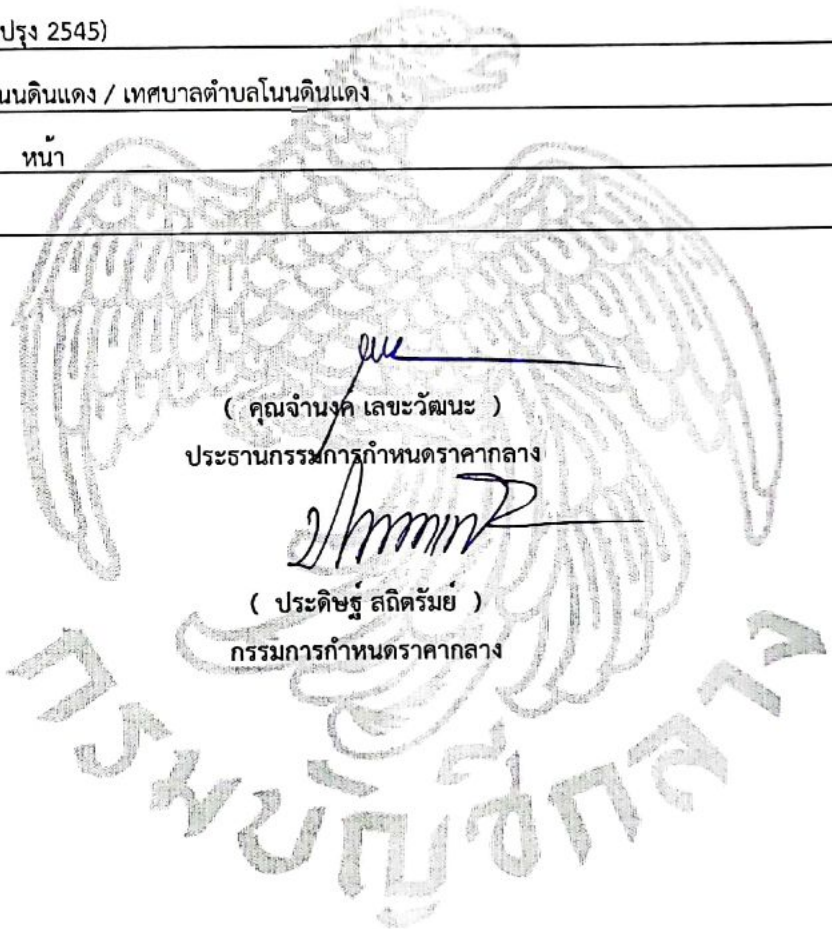 ปรุง 2545)
นนดินแดง / เทศบาลตำบลโนนดินแดง
หน้า
( คุณจำนงค์ เลขะวัฒนะ )
ประธานกรรมการกำหนดราคากลาง
( ประดิษฐ์ สถิตรัมย์ )
กรรมการกำหนดราคากลาง
กรมบัญชีกลาง